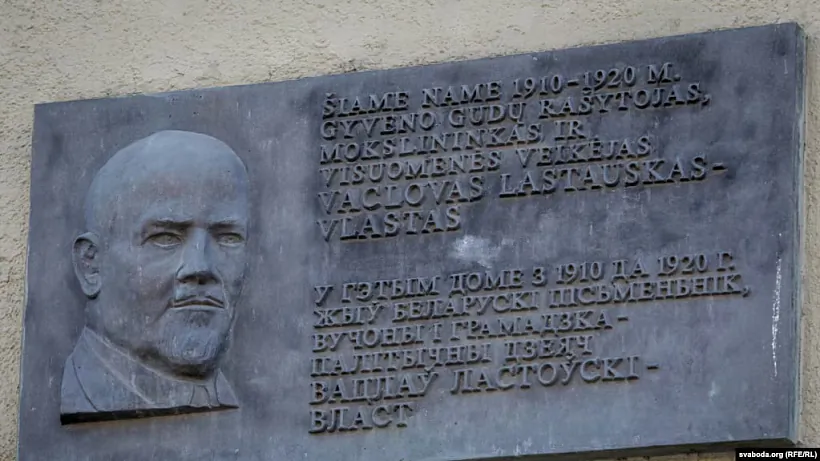 ŠIAME NAME 1910-1920 M.
GYVENO GUDŲ RAŠYTOJAS,
MOKSLININKAS IR
VISUOMENĖS VEIKĖJAS
VACLOVAS LASTAUSKAS-
VLASTAS
У ГЭТЫМ ДОМЕ З 1910 ДА 1920 Г.
ЖЫЎ БЕЛАРУСКІ ПІСЬМЕНЬНІК,
ВУЧОНЫ І ГРАМАДЗКА-
ПАЛІТЫЧНЫ ДЗЕЯЧ
ВАЦЛАЎ ЛАСТОЎСКІ-
ВЛАСТ
svaboda.org (RFE/RL)